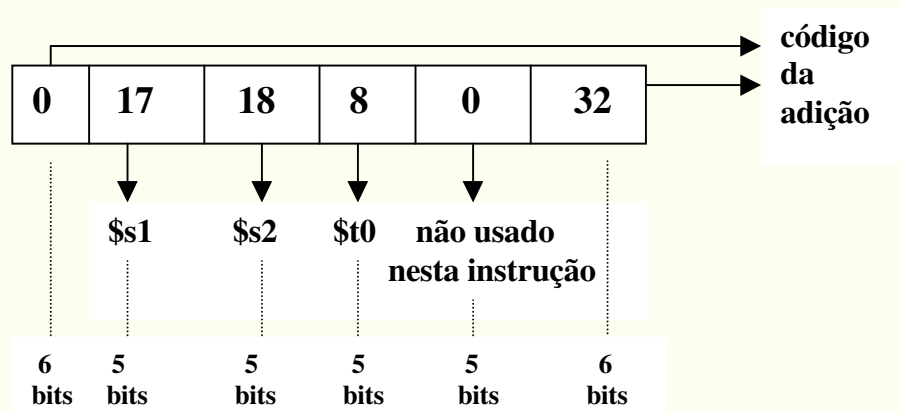 código
da
adição
0 17 18 8 0 32
$s1 $s2 $t0 não usado
nesta instrução
6 5 5 5 5 6
bits bits bits bits bits bits